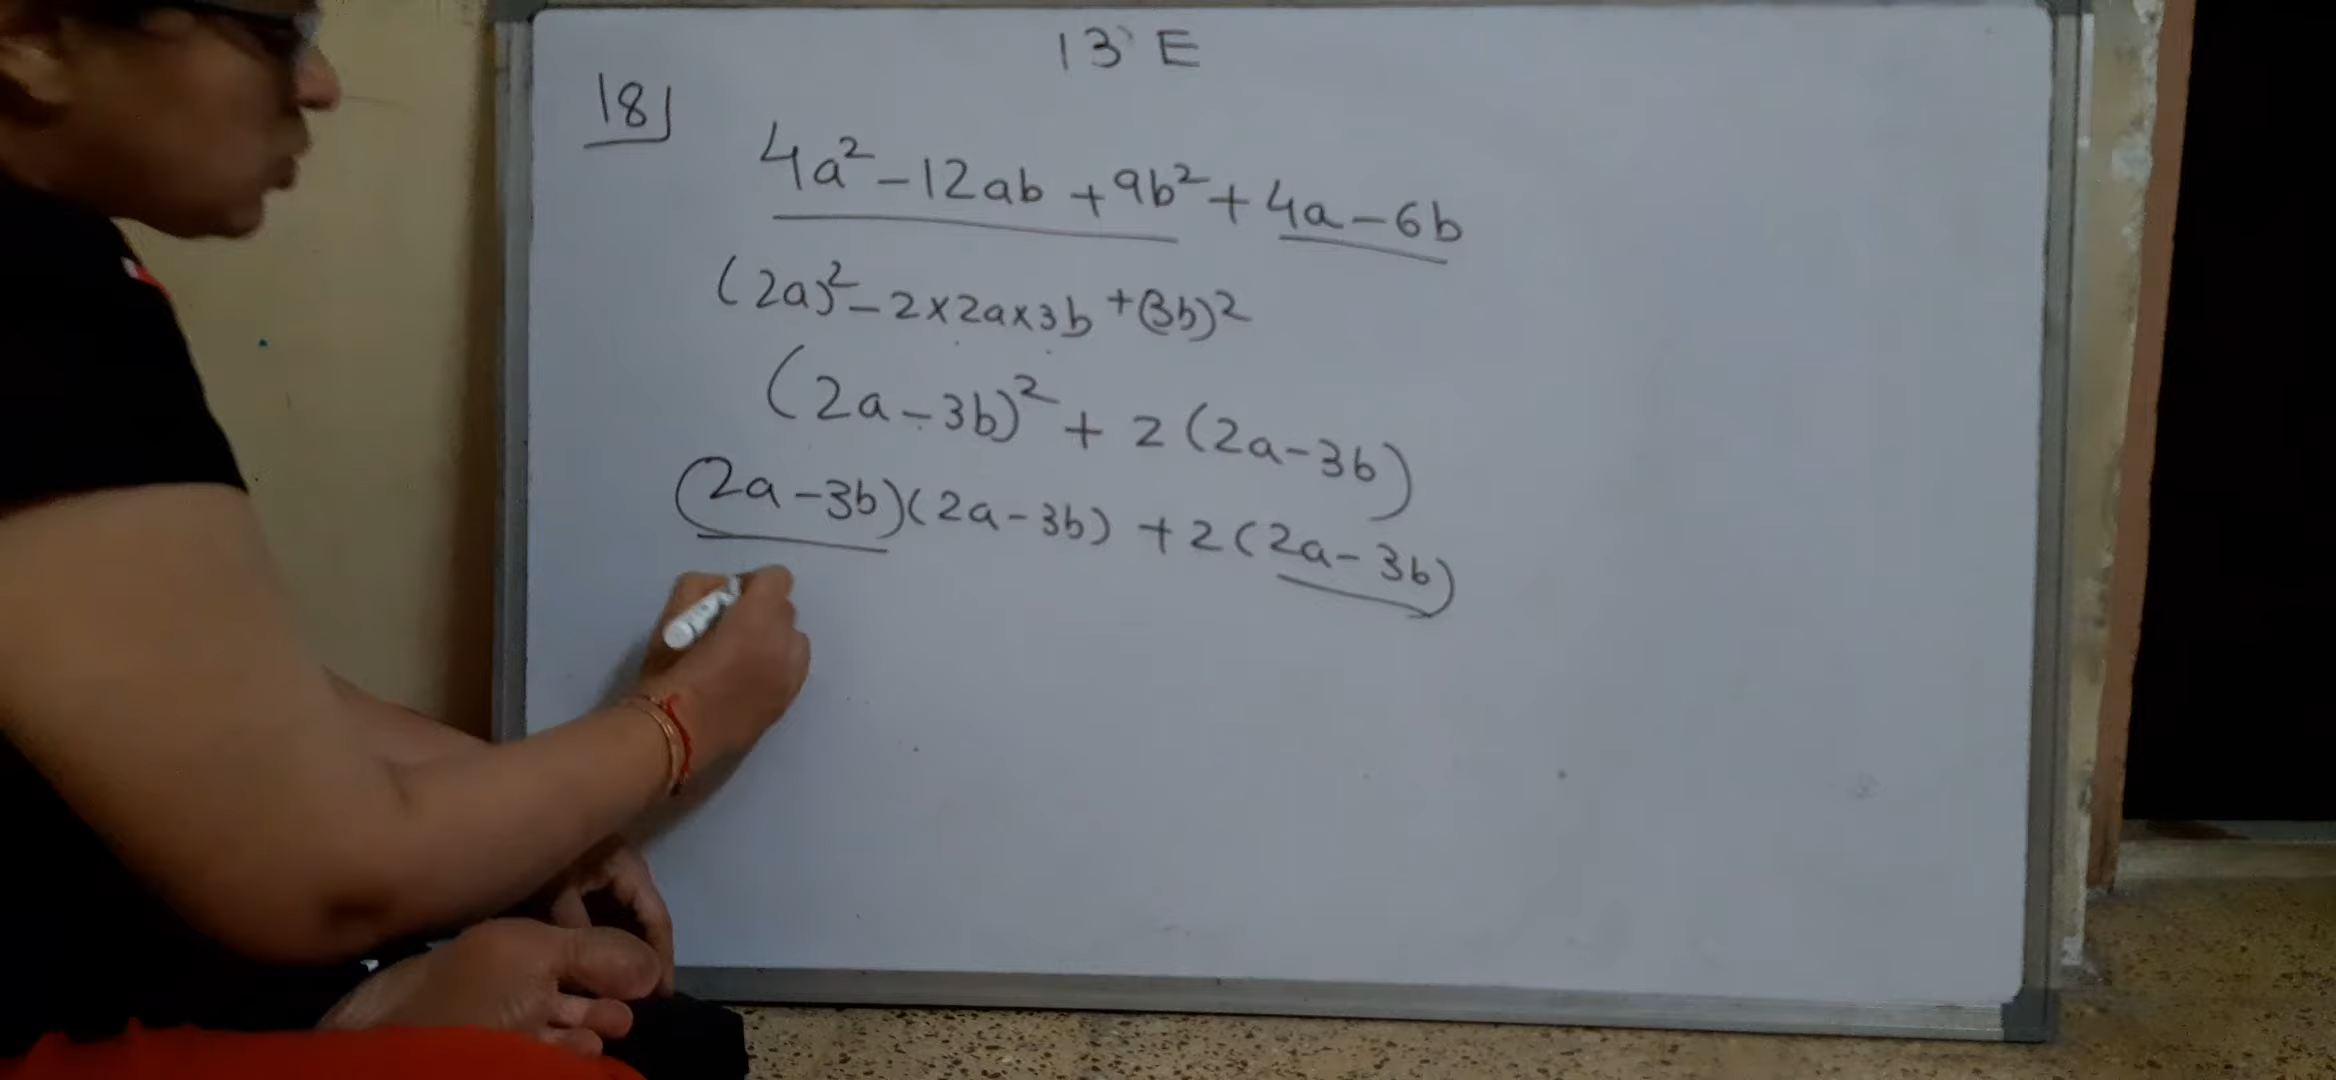 13 E
18)
4a² - 12ab + 9b² + 4a - 6b
(2a)² - 2×2a×3b + (3b)²
(2a - 3b)² + 2 (2a - 3b)
(2a - 3b)(2a - 3b) + 2 (2a - 3b)